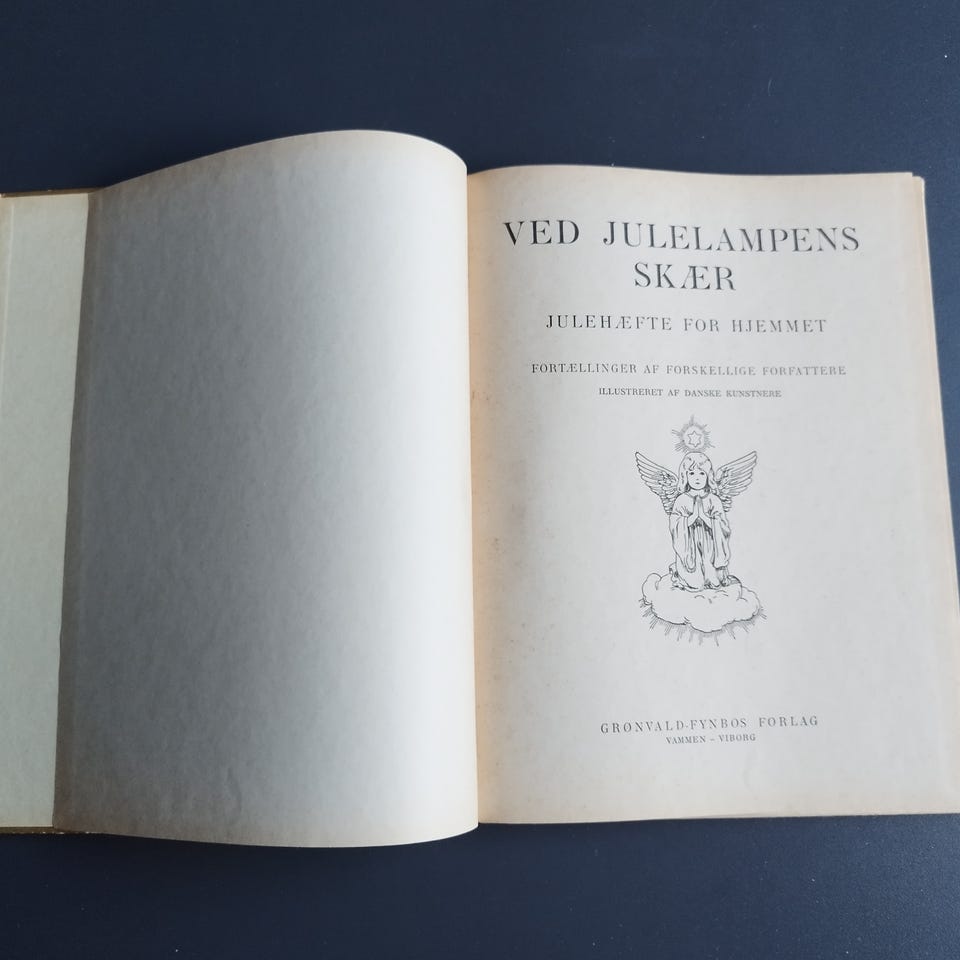 VED JULELAMPENS
SKÆR
JULEHÆFTE FOR HJEMMET
FORTÆLLINGER AF FORSKELLIGE FORFATTERE
ILLUSTRERET AF DANSKE KUNSTNERE
GRØNVALD-FYNBOS FORLAG
VAMMEN - VIBORG